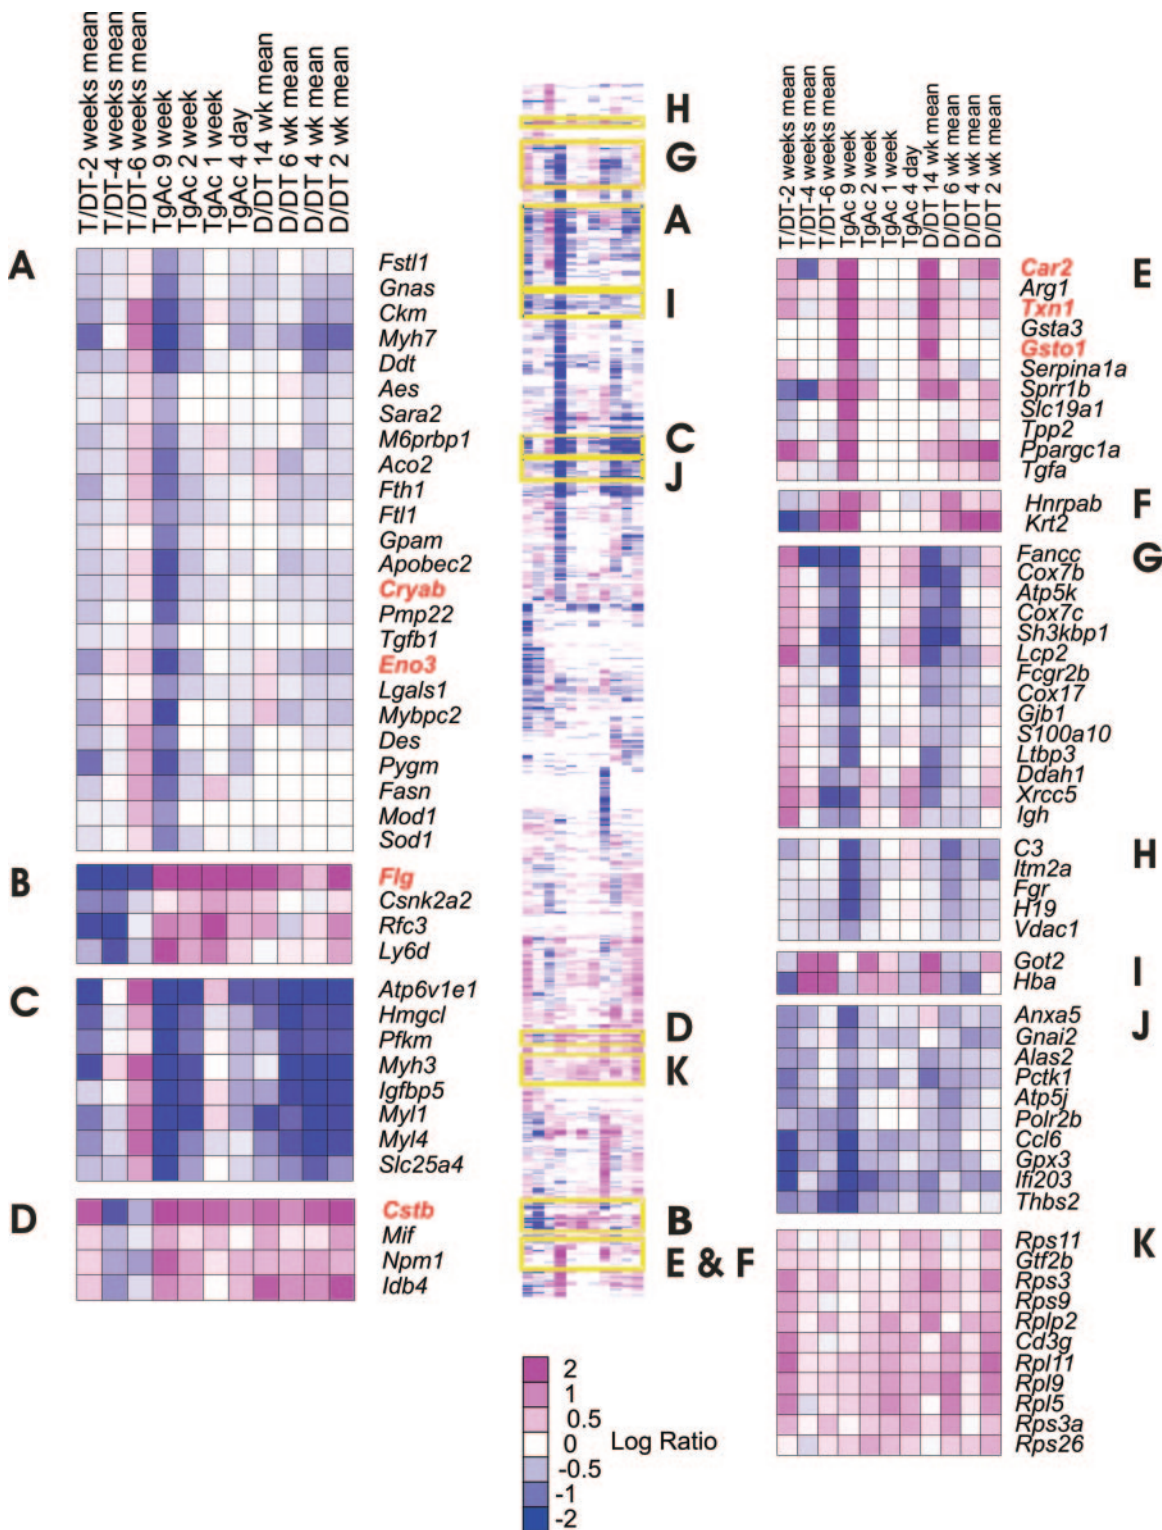 T/DT-2 weeks mean
T/DT-4 weeks mean
T/DT-6 weeks mean
TgAc 9 week
TgAc 2 week
TgAc 1 week
TgAc 4 day
D/DT 14 wk mean
D/DT 6 wk mean
D/DT 4 wk mean
D/DT 2 wk mean
A
Fstl1
Gnas
Ckm
Myh7
Ddt
Aes
Sara2
M6prbp1
Aco2
Fth1
Ftl1
Gpam
Apobec2
Cryab
Pmp22
Tgfb1
Eno3
Lgals1
Mybpc2
Des
Pygm
Fasn
Mod1
Sod1
B
Flg
Csnk2a2
Rfc3
Ly6d
C
Atp6v1e1
Hmgcl
Pfkm
Myh3
Igfbp5
Myl1
Myl4
Slc25a4
D
Cstb
Mif
Npm1
Idb4
H
G
A
I
C
J
D
K
B
E & F
2
1
0.5
0
-0.5
-1
-2
Log Ratio
T/DT-2 weeks mean
T/DT-4 weeks mean
T/DT-6 weeks mean
TgAc 9 week
TgAc 2 week
TgAc 1 week
TgAc 4 day
D/DT 14 wk mean
D/DT 6 wk mean
D/DT 4 wk mean
D/DT 2 wk mean
E
Car2
Arg1
Txn1
Gsta3
Gsto1
Serpina1a
Sprr1b
Slc19a1
Tpp2
Ppargc1a
Tgfa
F
Hnrpab
Krt2
G
Fancc
Cox7b
Atp5k
Cox7c
Sh3kbp1
Lcp2
Fcgr2b
Cox17
Gjb1
S100a10
Ltbp3
Ddah1
Xrcc5
Igh
H
C3
Itm2a
Fgr
H19
Vdac1
I
Got2
Hba
J
Anxa5
Gnai2
Alas2
Pctk1
Atp5j
Polr2b
Ccl6
Gpx3
Ifi203
Thbs2
K
Rps11
Gtf2b
Rps3
Rps9
Rplp2
Cd3g
Rpl11
Rpl9
Rpl5
Rps3a
Rps26